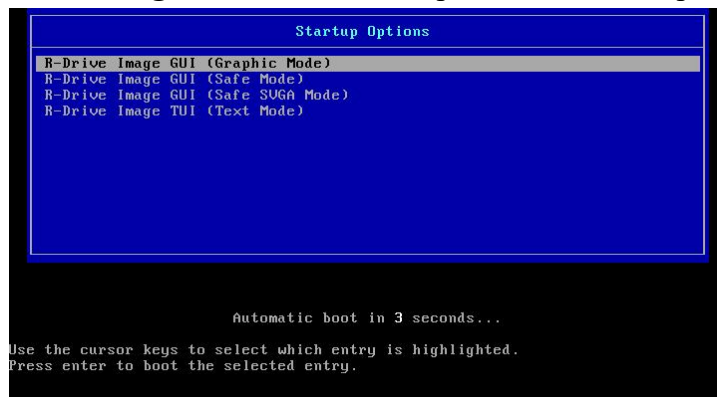 Startup Options
R-Drive Image GUI (Graphic Mode)
R-Drive Image GUI (Safe Mode)
R-Drive Image GUI (Safe SVGA Mode)
R-Drive Image TUI (Text Mode)
Automatic boot in 3 seconds...
Use the cursor keys to select which entry is highlighted.
Press enter to boot the selected entry.